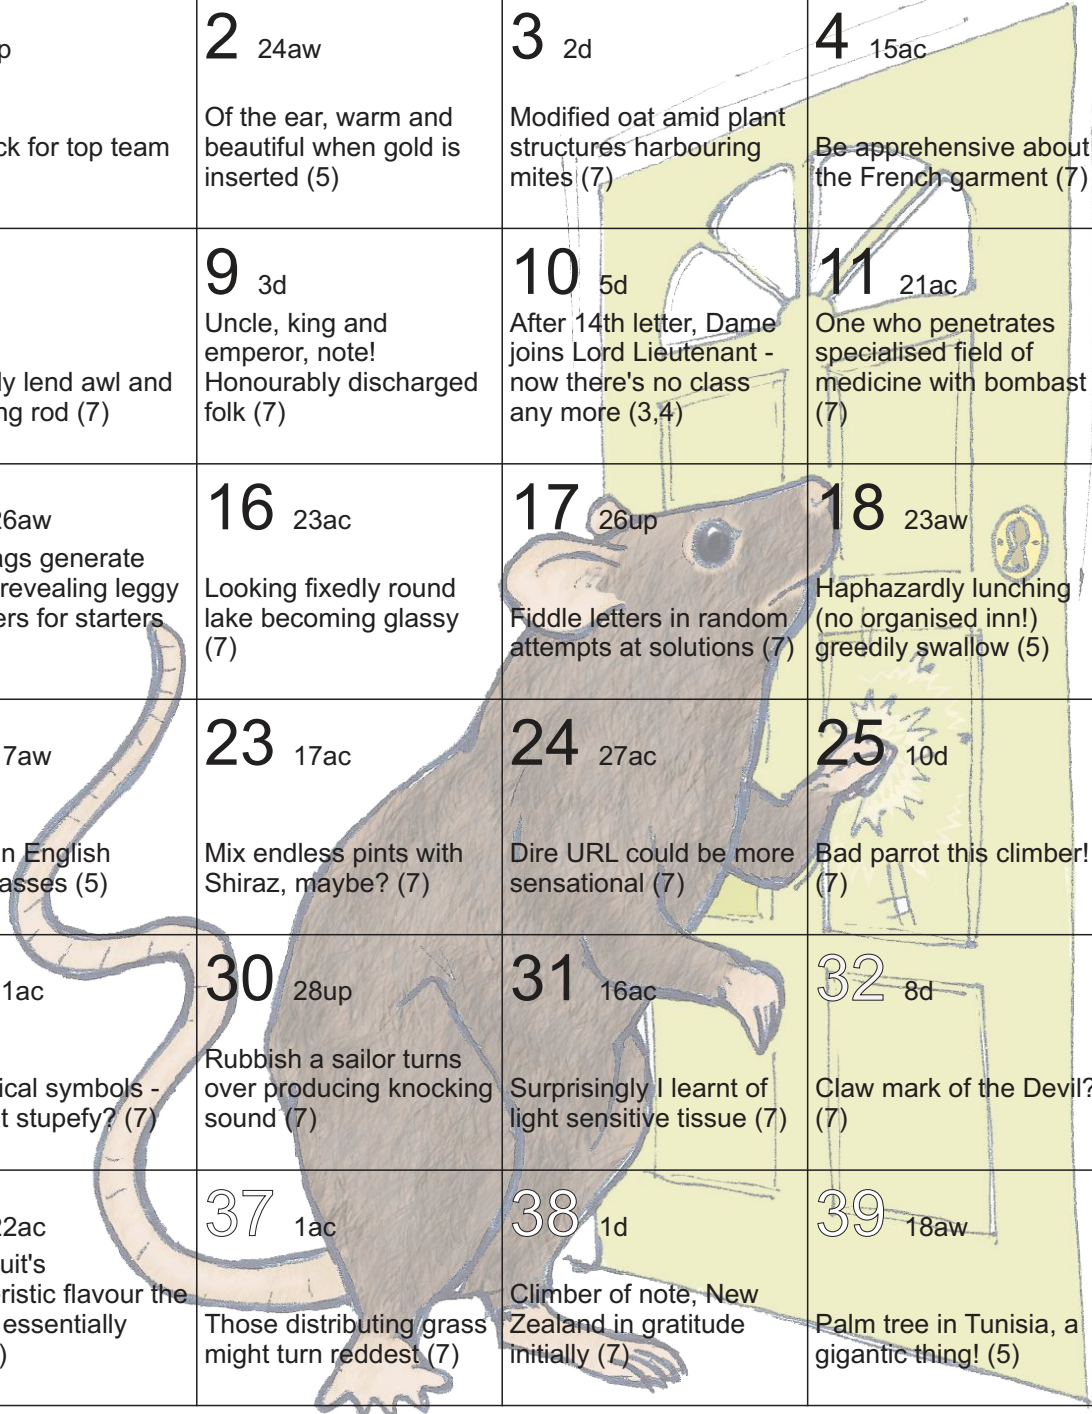 p
2 24aw
3 2d
4 15ac
ck for top team
Of the ear, warm and
beautiful when gold is
inserted (5)
Modified oat amid plant
structures harbouring
mites (7)
Be apprehensive about
the French garment (7)
9 3d
10 5d
11 21ac
ly lend awl and
ng rod (7)
Uncle, king and
emperor, note!
Honourably discharged
folk (7)
After 14th letter, Dame
joins Lord Lieutenant -
now there's no class
any more (3,4)
One who penetrates
specialised field of
medicine with bombast
(7)
26aw
16 23ac
17 26up
18 23aw
ags generate
revealing leggy
ers for starters
Looking fixedly round
lake becoming glassy
(7)
Fiddle letters in random
attempts at solutions (7)
Haphazardly lunching
(no organised inn!)
greedily swallow (5)
7aw
23 17ac
24 27ac
25 10d
n English
asses (5)
Mix endless pints with
Shiraz, maybe? (7)
Dire URL could be more
sensational (7)
Bad parrot this climber!
(7)
1ac
30 28up
31 16ac
32 8d
ical symbols -
t stupefy? (7)
Rubbish a sailor turns
over producing knocking
sound (7)
Surprisingly I learnt of
light sensitive tissue (7)
Claw mark of the Devil?
(7)
22ac
37 1ac
38 1d
39 18aw
uit's
ristic flavour the
essentially
)
Those distributing grass
might turn reddest (7)
Climber of note, New
Zealand in gratitude
initially (7)
Palm tree in Tunisia, a
gigantic thing! (5)